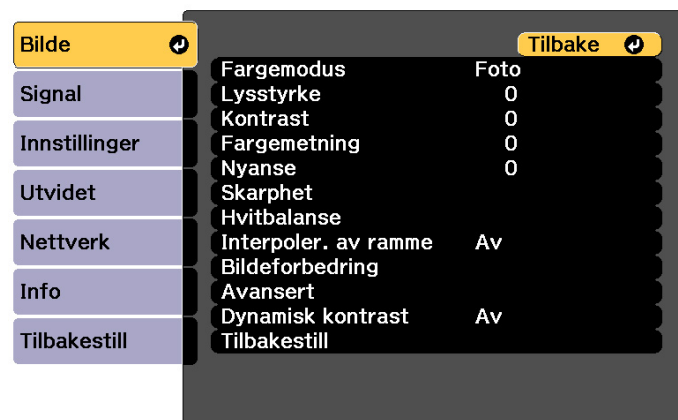 Bilde
Signal
Innstillinger
Utvidet
Nettverk
Info
Tilbakestill
Tilbake
Fargemodus Foto
Lysstyrke 0
Kontrast 0
Fargemetning 0
Nyanse 0
Skarphet
Hvitbalanse
Interpoler. av ramme Av
Bildeforbedring
Avansert
Dynamisk kontrast Av
Tilbakestill